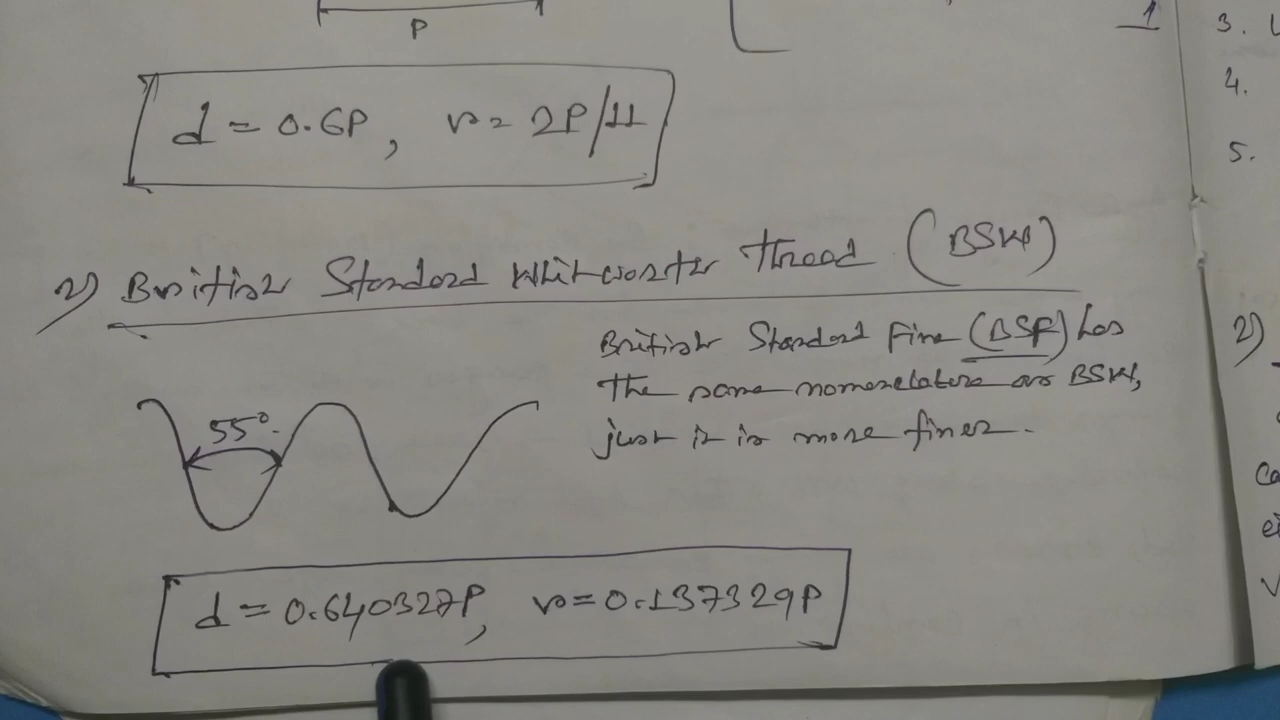 P
1
d = 0.6P, r = 2P/11
2) British Standard Whitworth Thread (BSW)
British Standard Fine (BSF) has
the same nomenclature as BSW,
just it is more finer.
55°
d = 0.640327P, r = 0.137329P
3.
4.
5.
2)